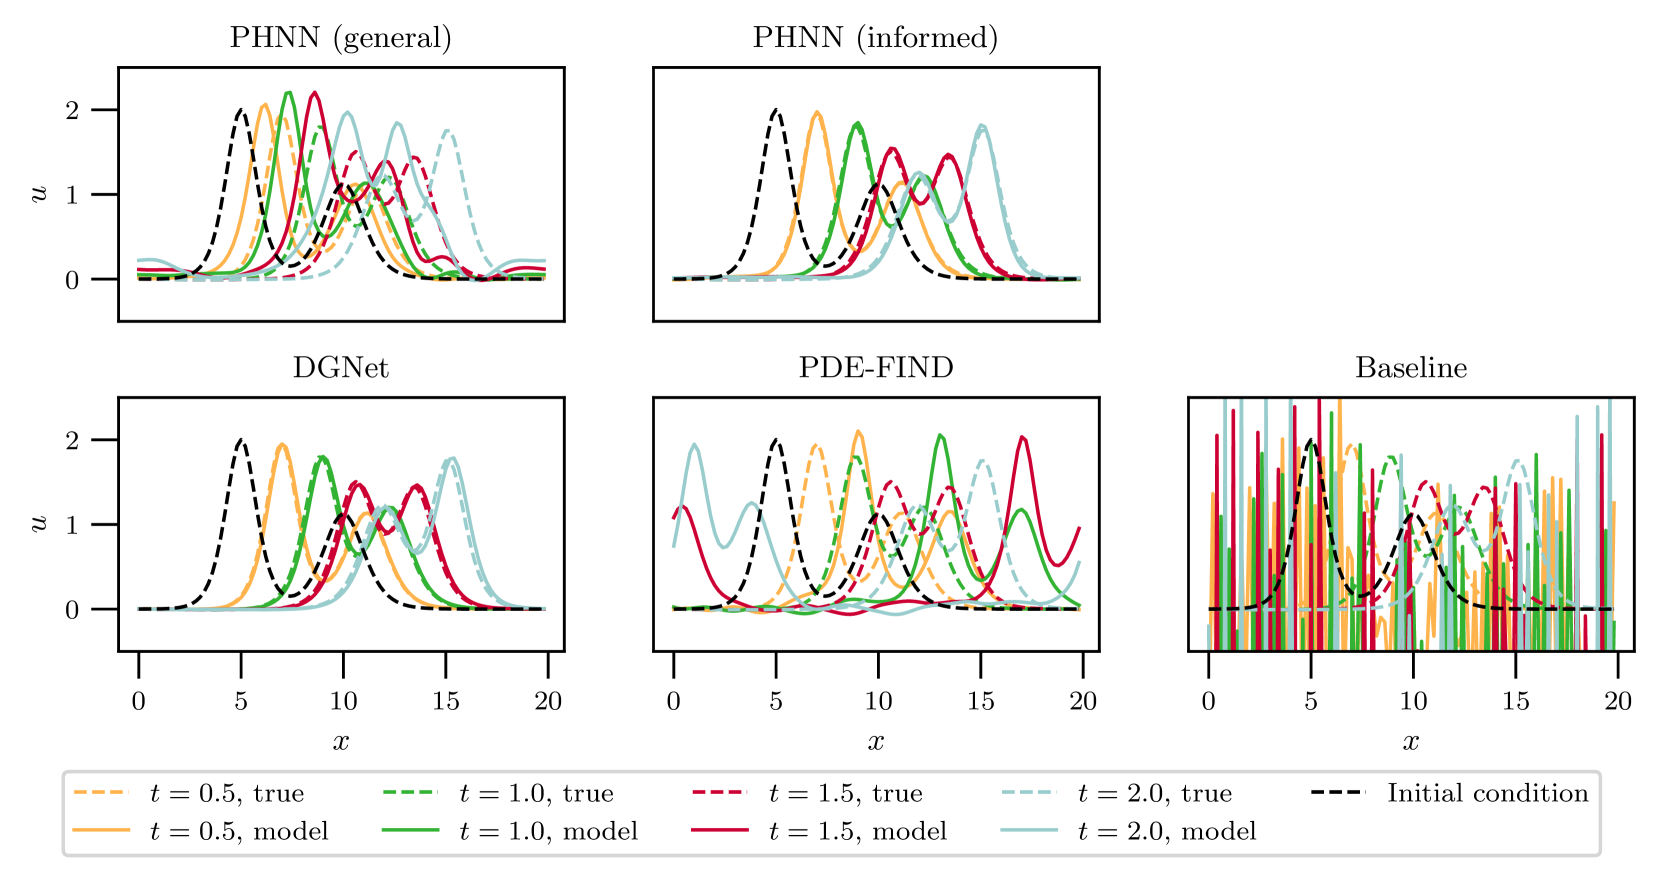 PHNN (general) PHNN (informed)
2
1
0
u
DGNet PDE-FIND Baseline
2
1
0
u
0 5 10 15 20 0 5 10 15 20 0 5 10 15 20
x x x
t = 0.5, true t = 1.0, true t = 1.5, true t = 2.0, true Initial condition
t = 0.5, model t = 1.0, model t = 1.5, model t = 2.0, model